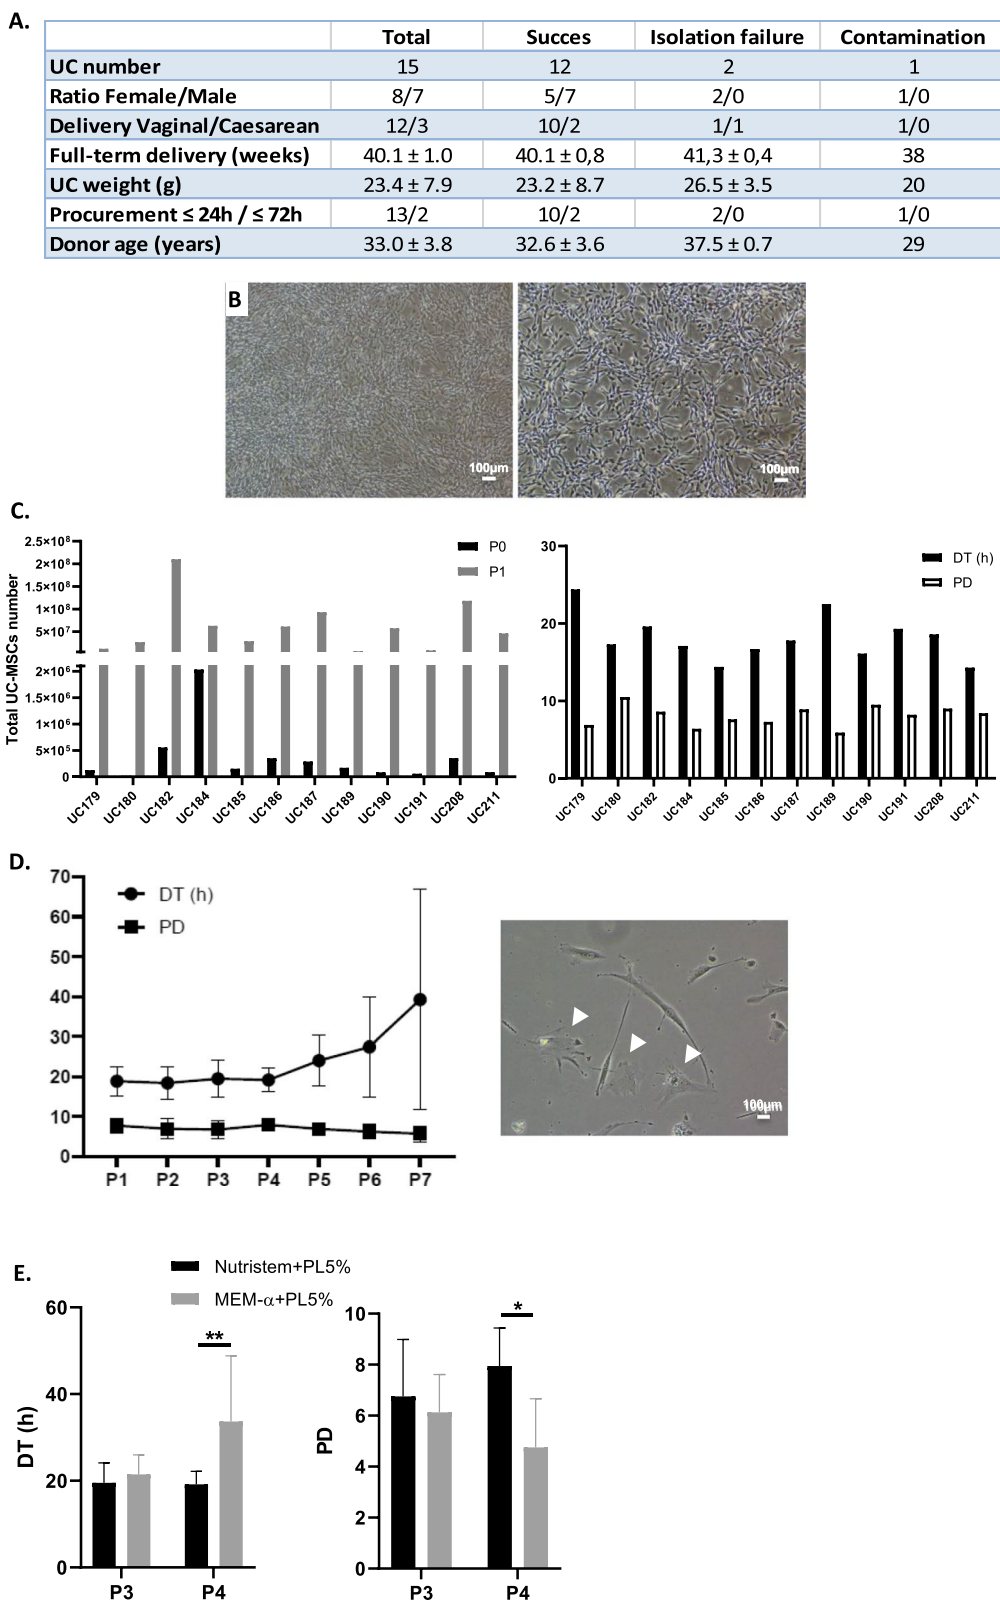 A.
Total Succes Isolation failure Contamination
UC number 15 12 2 1
Ratio Female/Male 8/7 5/7 2/0 1/0
Delivery Vaginal/Caesarean 12/3 10/2 1/1 1/0
Full-term delivery (weeks) 40.1 ± 1.0 40.1 ± 0,8 41,3 ± 0,4 38
UC weight (g) 23.4 ± 7.9 23.2 ± 8.7 26.5 ± 3.5 20
Procurement ≤ 24h / ≤ 72h 13/2 10/2 2/0 1/0
Donor age (years) 33.0 ± 3.8 32.6 ± 3.6 37.5 ± 0.7 29
B
100µm
100µm
C.
Total UC-MSCs number
2.5×10⁸
2×10⁸
1.5×10⁸
1×10⁸
5×10⁷
2×10⁶
1.5×10⁶
1×10⁶
5×10⁵
0
P0
P1
UC179 UC180 UC182 UC184 UC185 UC186 UC187 UC189 UC190 UC191 UC208 UC211
30
20
10
0
DT (h)
PD
UC179 UC180 UC182 UC184 UC185 UC186 UC187 UC189 UC190 UC191 UC208 UC211
D.
70
60
50
40
30
20
10
0
DT (h)
PD
P1 P2 P3 P4 P5 P6 P7
100µm
E.
Nutristem+PL5%
MEM-α+PL5%
DT (h)
60
40
20
0
**
P3 P4
PD
10
8
6
4
2
0
*
P3 P4